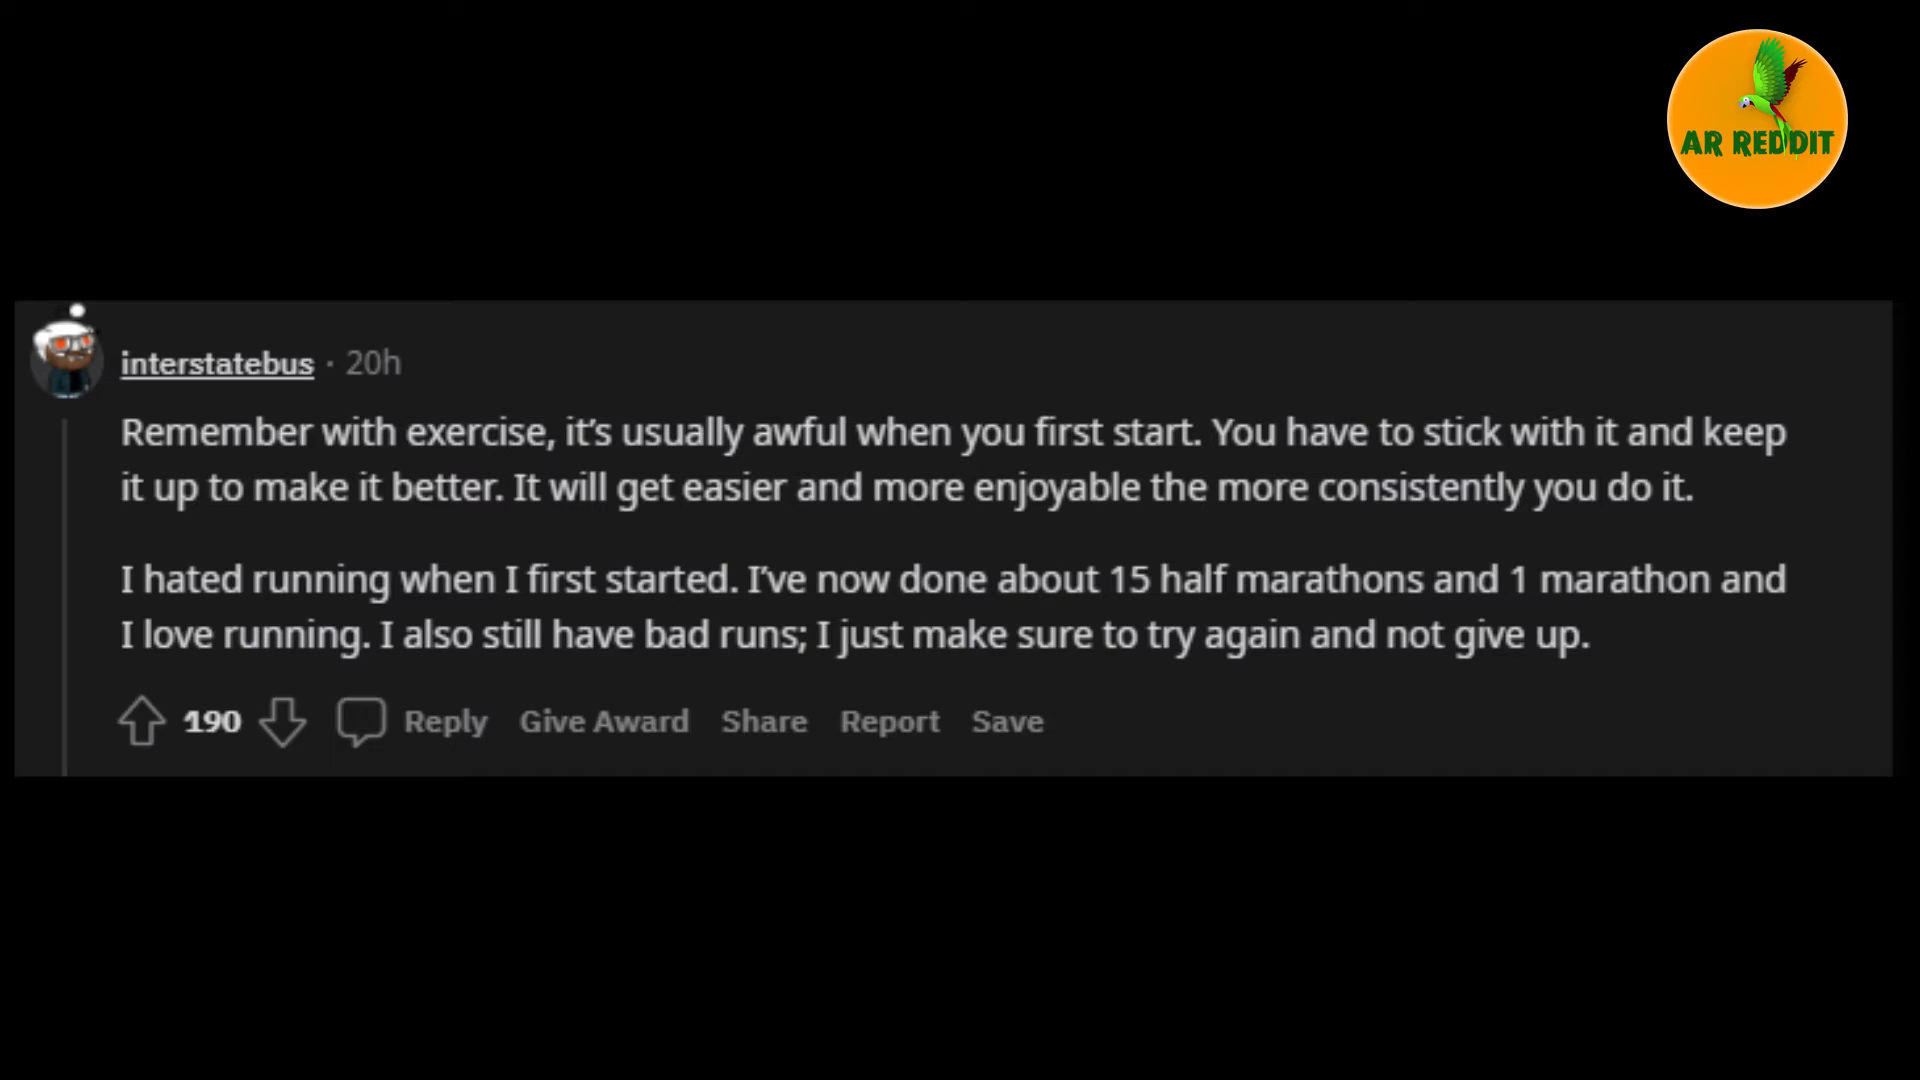 AR REDDIT
interstatebus · 20h
Remember with exercise, it’s usually awful when you first start. You have to stick with it and keep
it up to make it better. It will get easier and more enjoyable the more consistently you do it.
I hated running when I first started. I’ve now done about 15 half marathons and 1 marathon and
I love running. I also still have bad runs; I just make sure to try again and not give up.
190 Reply Give Award Share Report Save